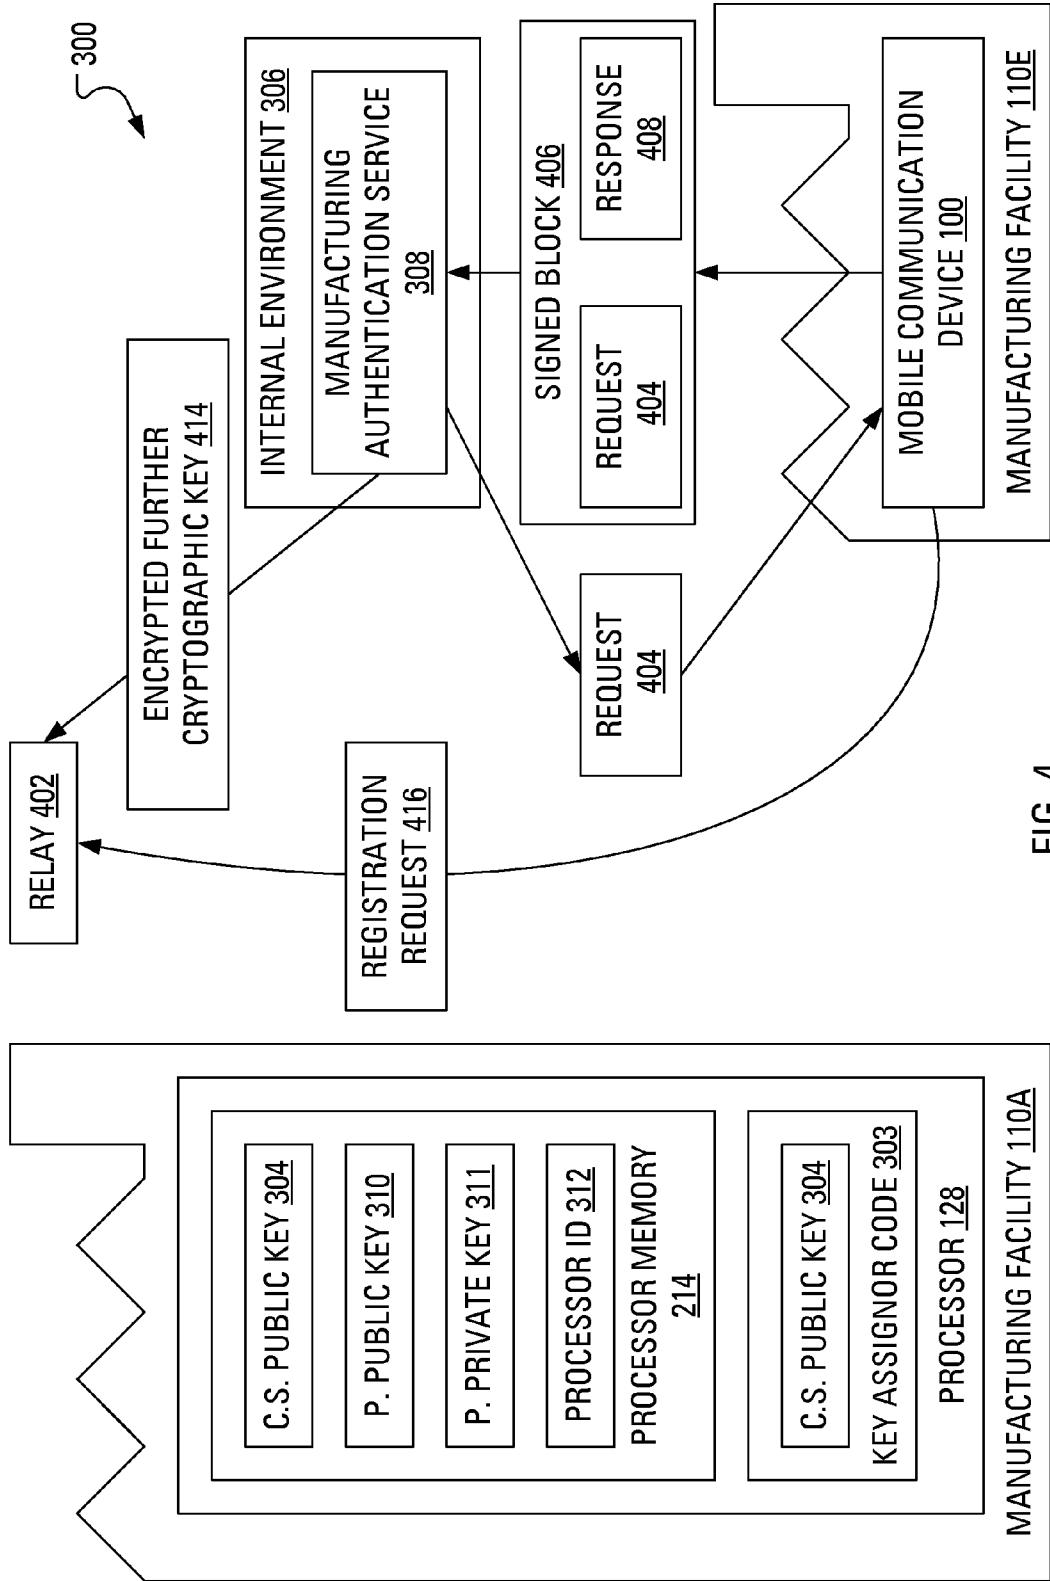 C.S. PUBLIC KEY 304
P. PUBLIC KEY 310
P. PRIVATE KEY 311
PROCESSOR ID 312
PROCESSOR MEMORY
214
C.S. PUBLIC KEY 304
KEY ASSIGNOR CODE 303
PROCESSOR 128
MANUFACTURING FACILITY 110A
300
RELAY 402
ENCRYPTED FURTHER
CRYPTOGRAPHIC KEY 414
INTERNAL ENVIRONMENT 306
MANUFACTURING
AUTHENTICATION SERVICE
308
REGISTRATION
REQUEST 416
SIGNED BLOCK 406
REQUEST
404
RESPONSE
408
REQUEST
404
MOBILE COMMUNICATION
DEVICE 100
MANUFACTURING FACILITY 110E
FIG. 4